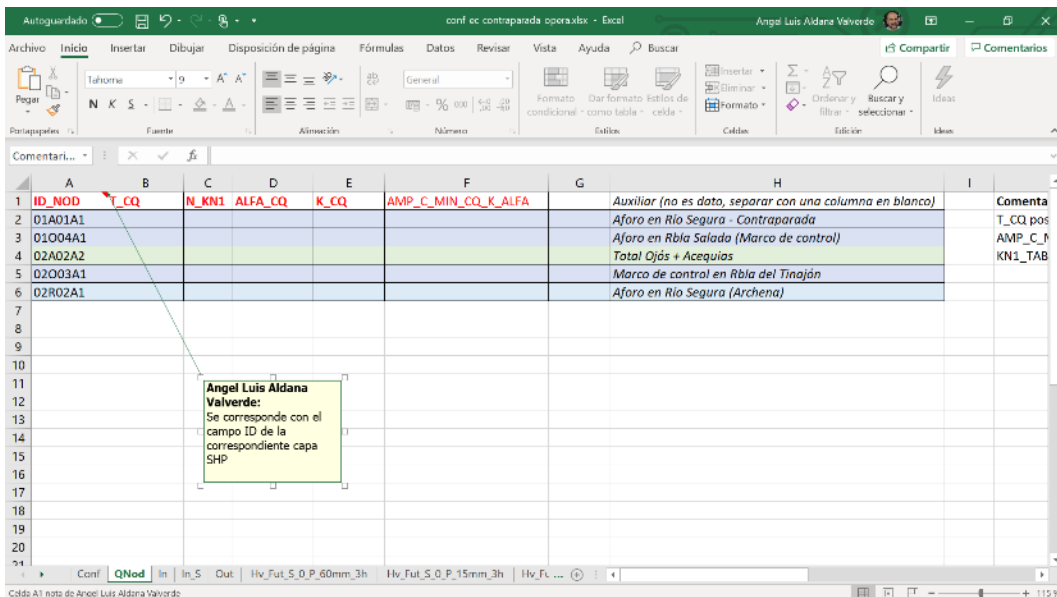 Autoguardado
conf ec contraparada opera.xlsx - Excel
Angel Luis Aldana Valverde
Archivo Inicio Insertar Dibujar Disposición de página Fórmulas Datos Revisar Vista Ayuda Buscar Compartir Comentarios
Pegar
Tahoma 9 A A
N K S A
ab
General
% 000
Formato condicional
Dar formato como tabla
Estilos de celda
Insertar
Eliminar
Formato
Ordenar y filtrar
Buscar y seleccionar
Ideas
Portapapeles Fuente Alineación Número Estilos Celdas Edición Ideas
Comentari... fx
A B C D E F G H I
1 ID_NOD T_CQ N_KN1 ALFA_CQ K_CQ AMP_C_MIN_CQ_K_ALFA Auxiliar (no es dato, separar con una columna en blanco) Comenta
2 01A01A1 Aforo en Río Segura - Contraparada T_CQ pos
3 01O04A1 Aforo en Rbla Salada (Marco de control) AMP_C_M
4 02A02A2 Total Ojós + Acequias KN1_TAB
5 02O03A1 Marco de control en Rbla del Tinajón
6 02R02A1 Aforo en Río Segura (Archena)
7
8
9
10
11
12
13
14
15
16
17
18
19
20
21
Angel Luis Aldana
Valverde:
Se corresponde con el
campo ID de la
correspondiente capa
SHP
Conf QNod In In_S Out Hv_Fut_S_0_P_60mm_3h Hv_Fut_S_0_P_15mm_3h Hv_Fu ...
Celda A1 nota de Angel Luis Aldana Valverde
115%